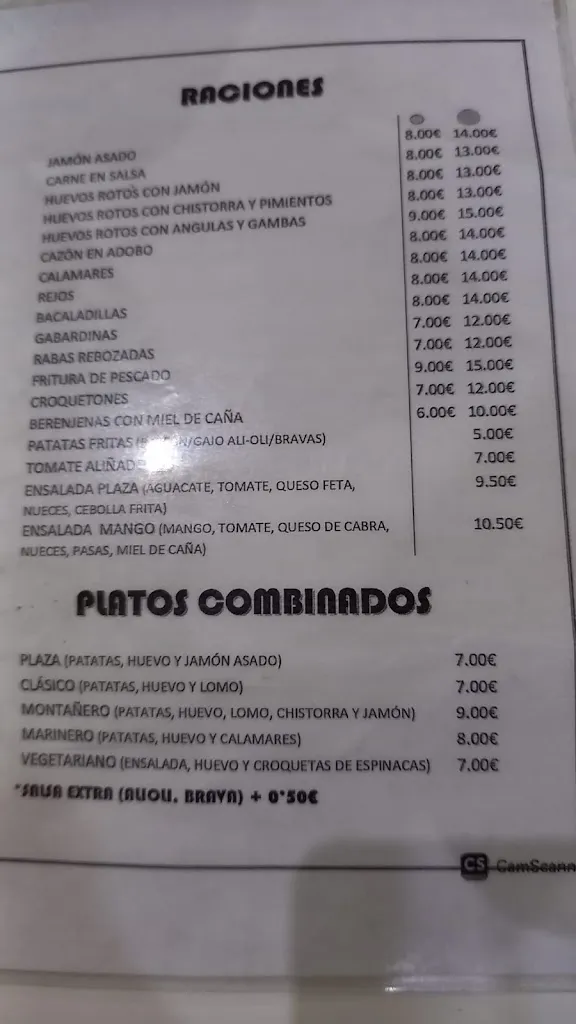 RACIONES
JAMÓN ASADO 8.00€ 14.00€
CARNE EN SALSA 8.00€ 13.00€
HUEVOS ROTOS CON JAMÓN 8.00€ 13.00€
HUEVOS ROTOS CON CHISTORRA Y PIMIENTOS 8.00€ 13.00€
HUEVOS ROTOS CON ANGULAS Y GAMBAS 9.00€ 15.00€
CAZÓN EN ADOBO 8.00€ 14.00€
CALAMARES 8.00€ 14.00€
REJOS 8.00€ 14.00€
BACALADILLAS 8.00€ 14.00€
GABARDINAS 7.00€ 12.00€
RABAS REBOZADAS 7.00€ 12.00€
FRITURA DE PESCADO 9.00€ 15.00€
CROQUETONES 7.00€ 12.00€
BERENJENAS CON MIEL DE CAÑA 6.00€ 10.00€
PATATAS FRITAS /GAJO ALI-OLI/BRAVAS) 5.00€
TOMATE 7.00€
ENSALADA PLAZA (AGUACATE, TOMATE, QUESO FETA, 9.50€
NUECES, CEBOLLA FRITA)
ENSALADA MANGO (MANGO, TOMATE, QUESO DE CABRA, 10.50€
NUECES, PASAS, MIEL DE CAÑA)
PLATOS COMBINADOS
PLAZA (PATATAS, HUEVO Y JAMÓN ASADO) 7.00€
CLÁSICO (PATATAS, HUEVO Y LOMO) 7.00€
MONTAÑERO (PATATAS, HUEVO, LOMO, CHISTORRA Y JAMÓN) 9.00€
MARINERO (PATATAS, HUEVO Y CALAMARES) 8.00€
VEGETARIANO (ENSALADA, HUEVO Y CROQUETAS DE ESPINACAS) 7.00€
*SALSA EXTRA (ALIOLI, BRAVA) + 0'50€
CS CamScann